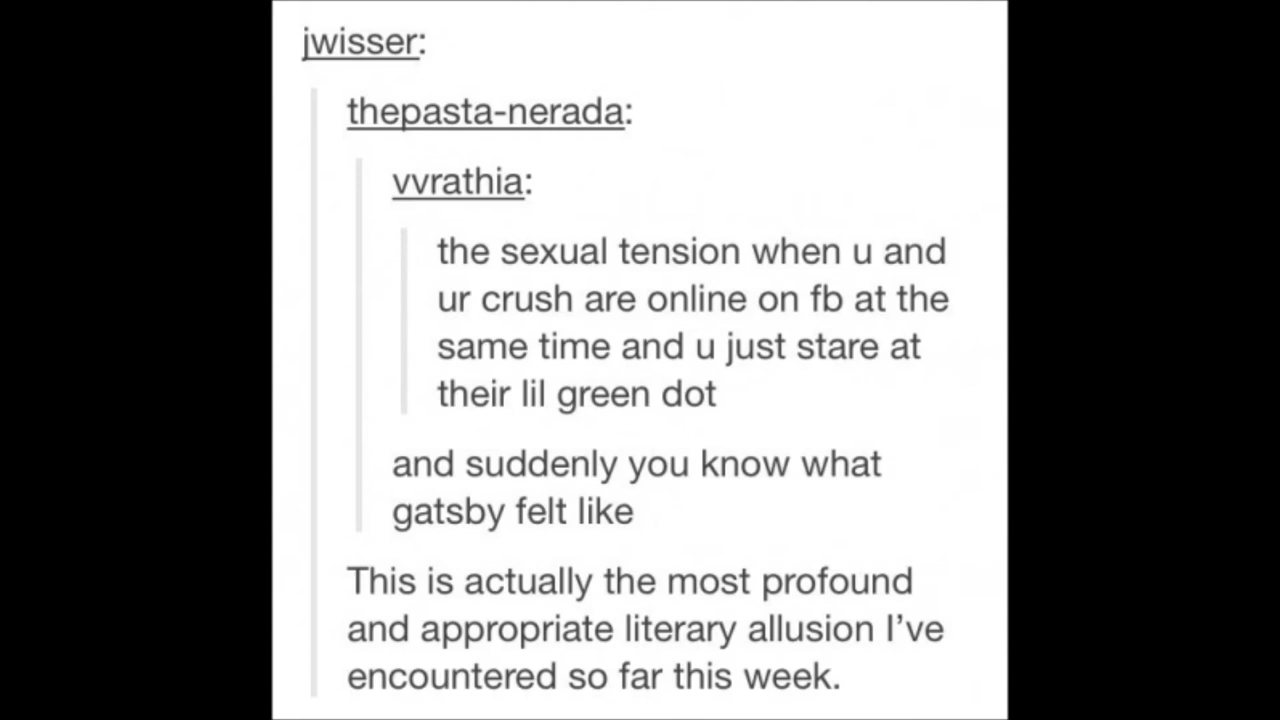 jwisser:
thepasta-nerada:
vvrathia:
the sexual tension when u and
ur crush are online on fb at the
same time and u just stare at
their lil green dot
and suddenly you know what
gatsby felt like
This is actually the most profound
and appropriate literary allusion I’ve
encountered so far this week.